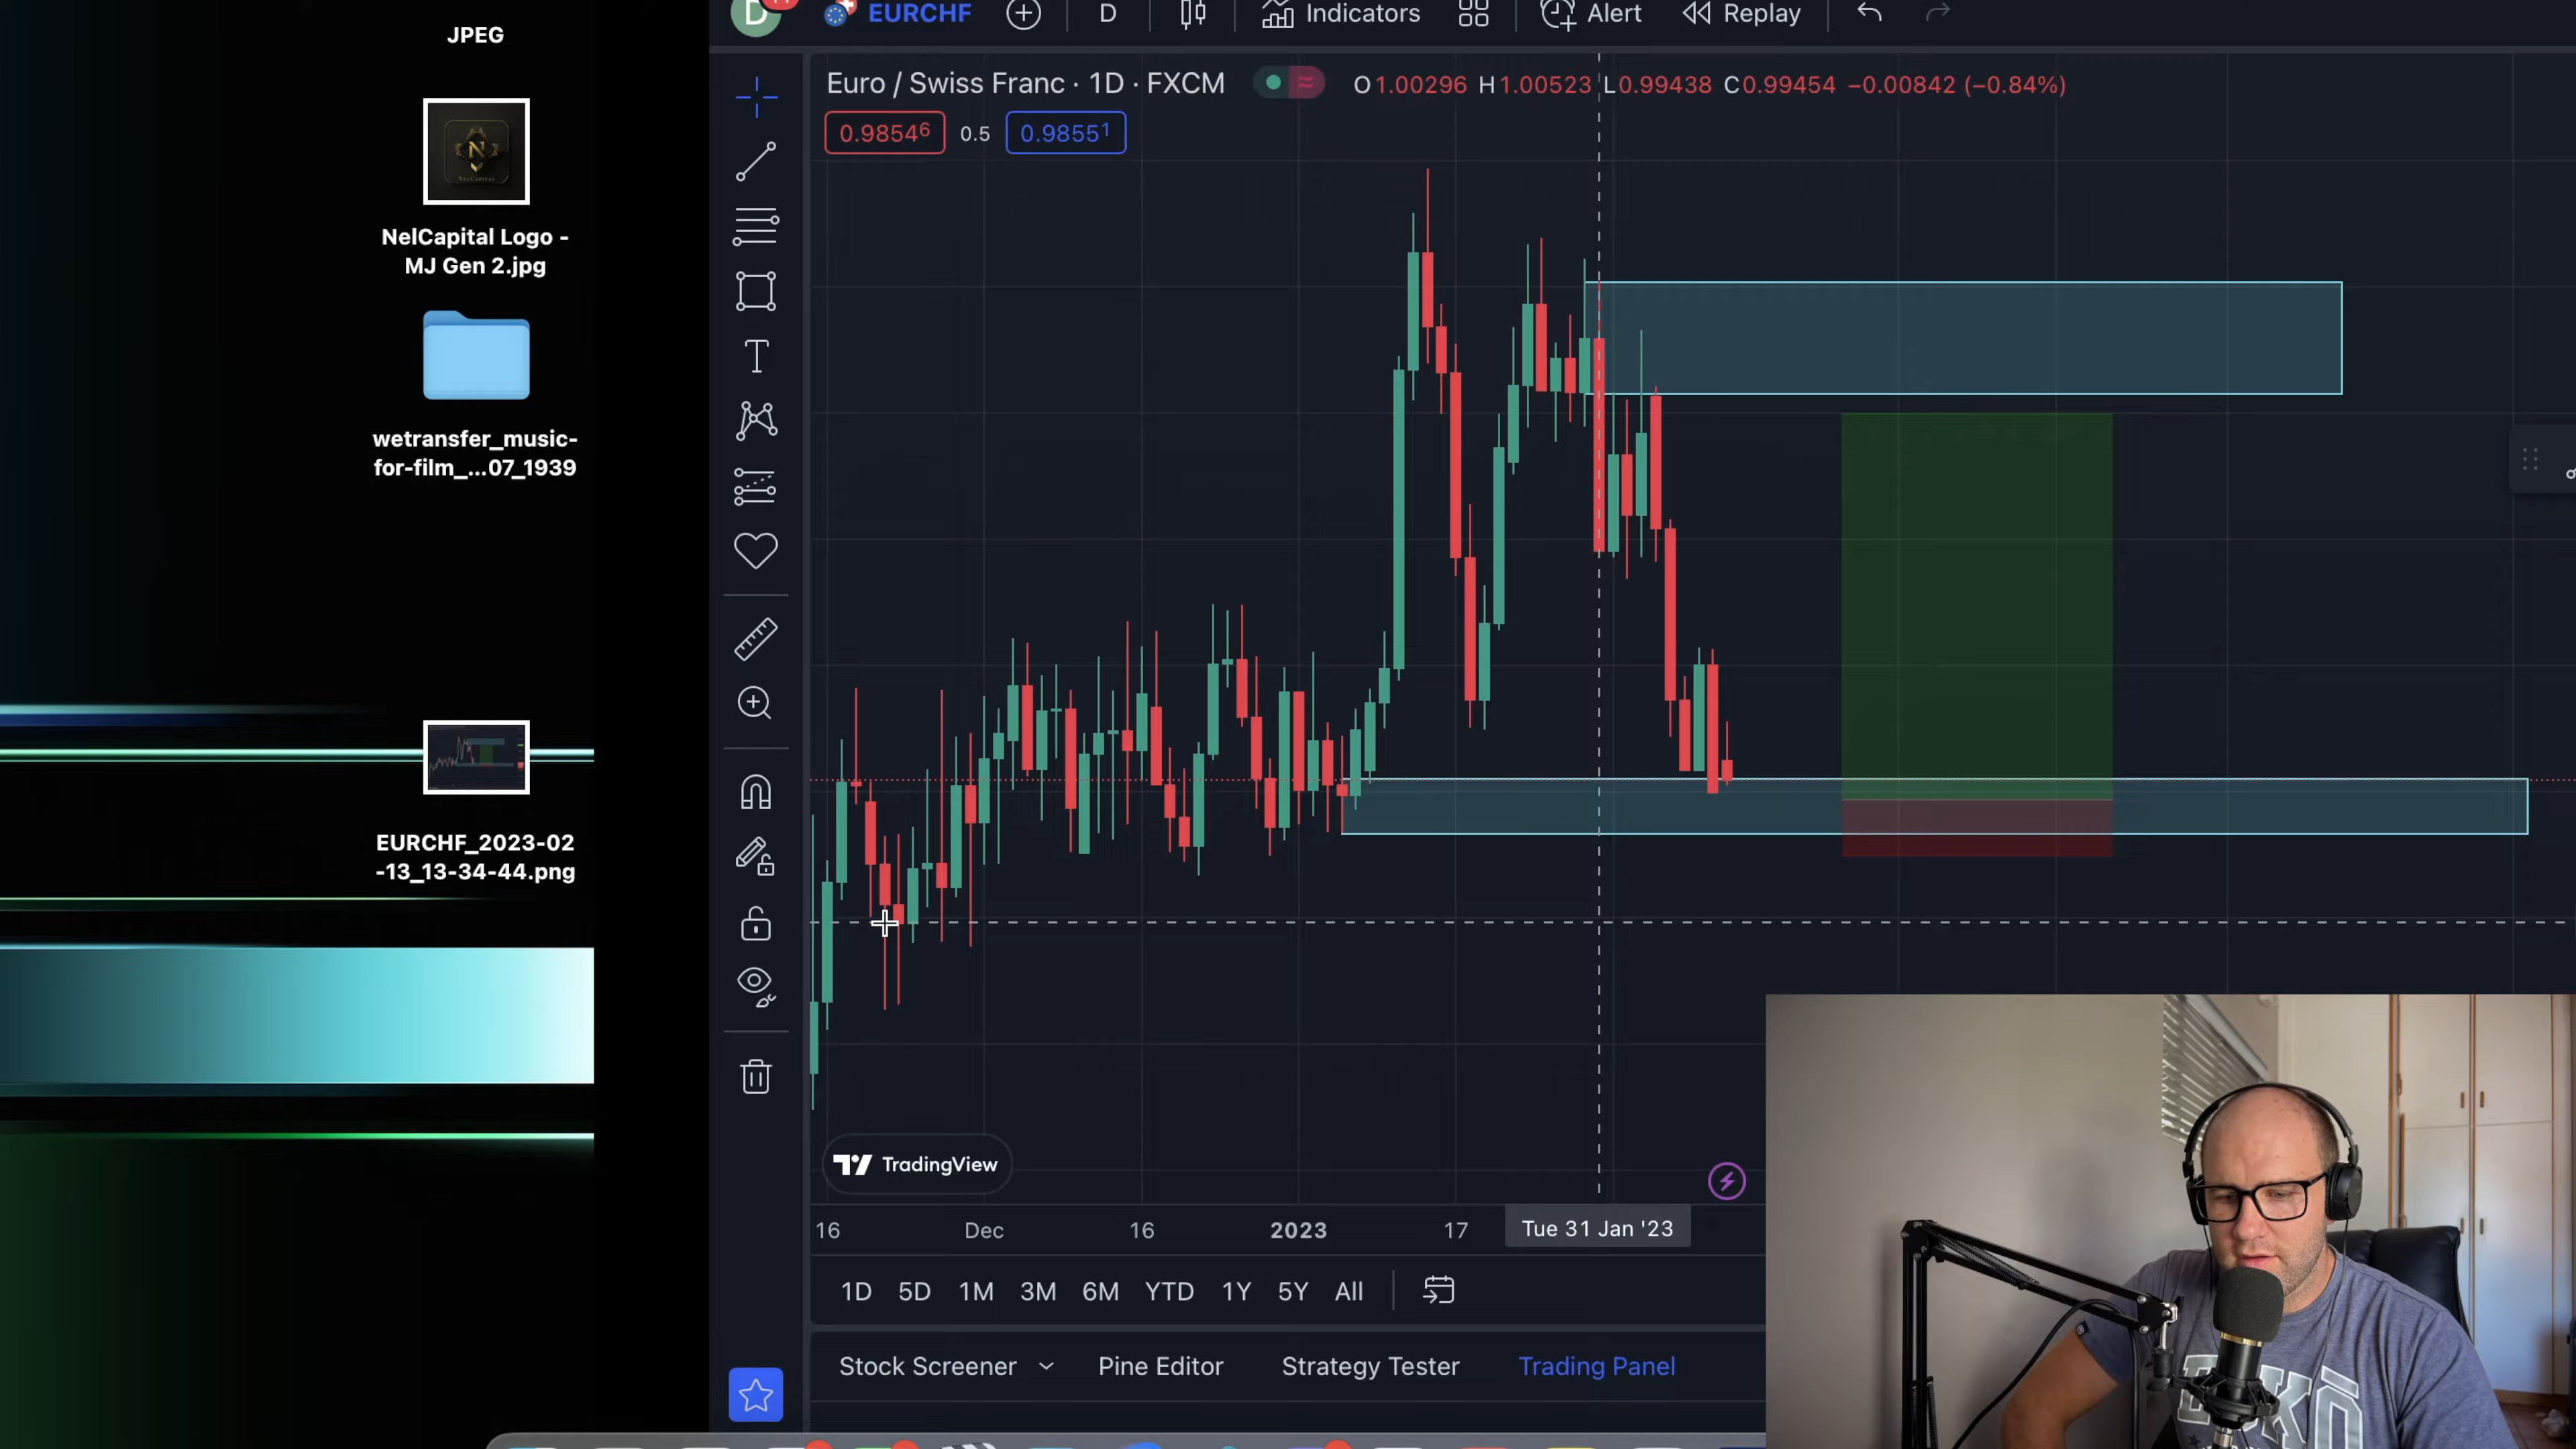 JPEG
NelCapital Logo -
MJ Gen 2.jpg
wetransfer_music-
for-film_...07_1939
EURCHF_2023-02
-13_13-34-44.png
D
EURCHF
D
Indicators
Alert
Replay
Euro / Swiss Franc · 1D · FXCM
O1.00296 H1.00523 L0.99438 C0.99454 −0.00842 (−0.84%)
0.98546 0.5 0.98551
TradingView
16 Dec 16 2023 17 Tue 31 Jan '23
1D 5D 1M 3M 6M YTD 1Y 5Y All
Stock Screener Pine Editor Strategy Tester Trading Panel